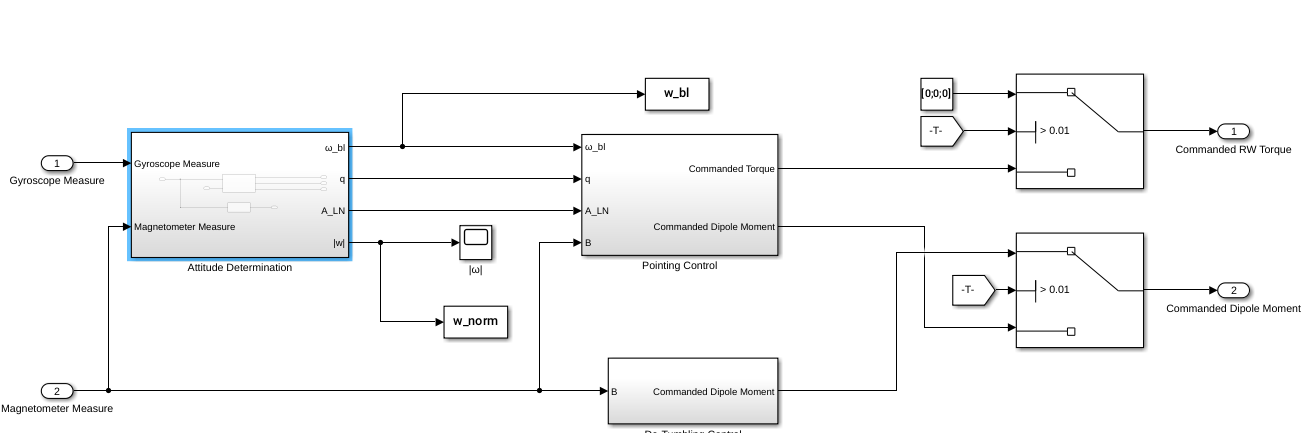 w_bl
[0;0;0]
-T-
> 0.01
1
Commanded RW Torque
1
Gyroscope Measure
Gyroscope Measure
Magnetometer Measure
ω_bl
q
A_LN
|w|
Attitude Determination
ω_bl
q
A_LN
B
Commanded Torque
Commanded Dipole Moment
Pointing Control
|ω|
w_norm
-T-
> 0.01
2
Commanded Dipole Moment
2
Magnetometer Measure
B
Commanded Dipole Moment